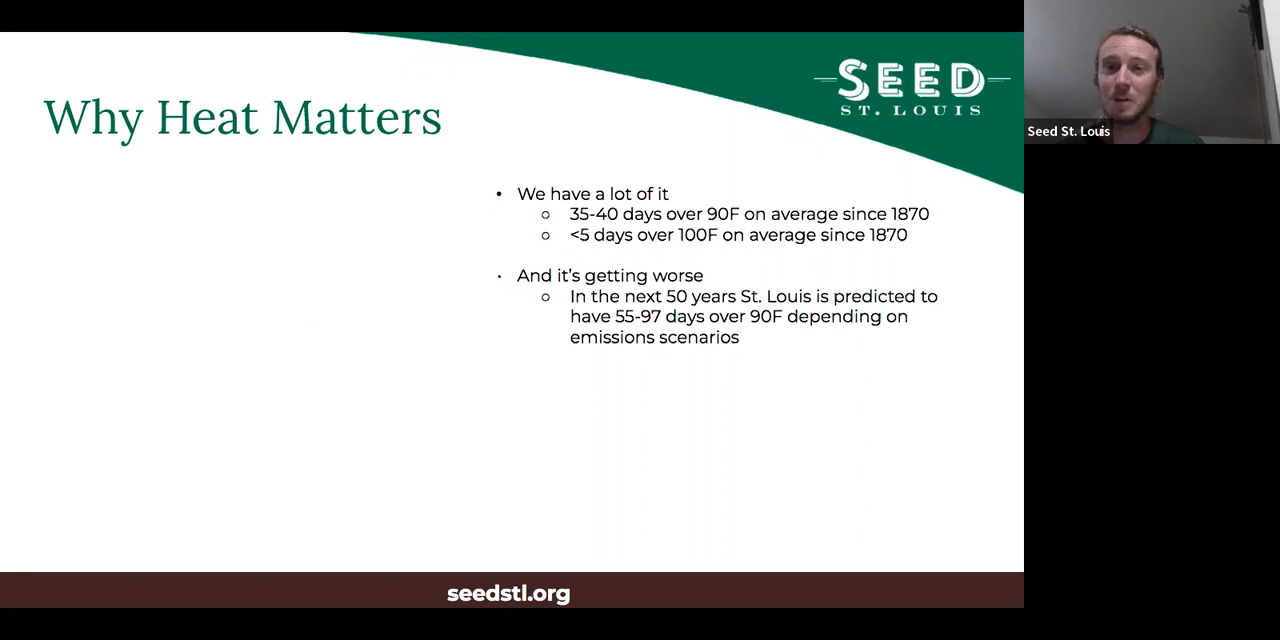 SEED
ST. LOUIS
Why Heat Matters
Seed St. Louis
• We have a lot of it
○ 35-40 days over 90F on average since 1870
○ <5 days over 100F on average since 1870
• And it’s getting worse
○ In the next 50 years St. Louis is predicted to
have 55-97 days over 90F depending on
emissions scenarios
seedstl.org